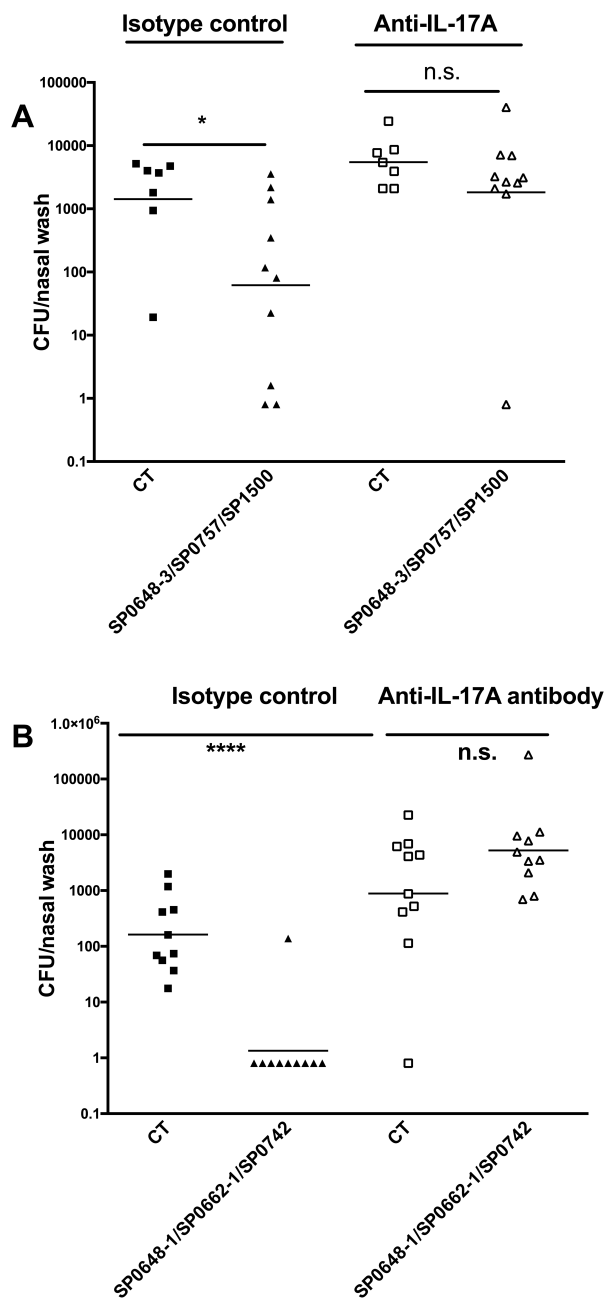 Isotype control Anti-IL-17A
n.s.
A
*
100000
10000
1000
100
10
1
0.1
CFU/nasal wash
CT
SP0648-3/SP0757/SP1500
CT
SP0648-3/SP0757/SP1500
Isotype control Anti-IL-17A antibody
B
1.0×10⁶
**** n.s.
100000
10000
1000
100
10
1
0.1
CFU/nasal wash
CT
SP0648-1/SP0662-1/SP0742
CT
SP0648-1/SP0662-1/SP0742